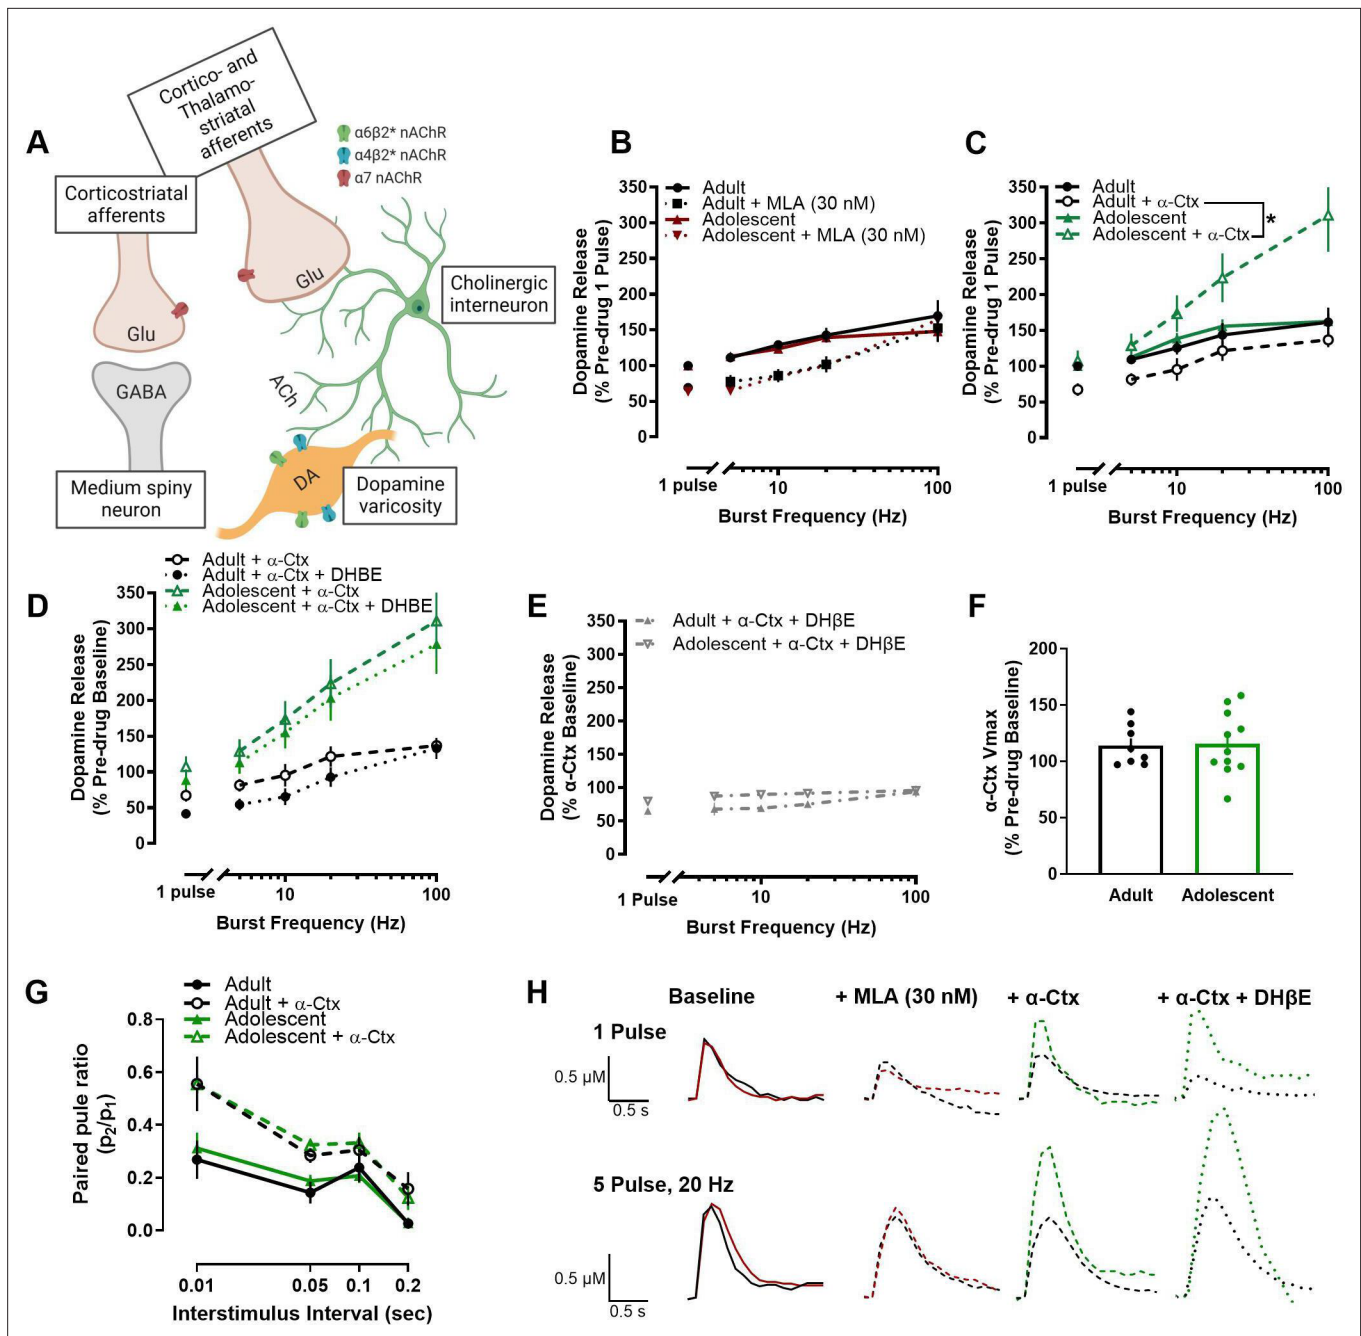 A
Cortico- and
Thalamo-
striatal
afferents
α6β2* nAChR
α4β2* nAChR
α7 nAChR
Corticostriatal
afferents
Glu
Glu
Cholinergic
interneuron
GABA
ACh
DA
Medium spiny
neuron
Dopamine
varicosity
B
Adult
Adult + MLA (30 nM)
Adolescent
Adolescent + MLA (30 nM)
Dopamine Release
(% Pre-drug 1 Pulse)
350
300
250
200
150
100
50
0
1 pulse
10
100
Burst Frequency (Hz)
C
Adult
Adult + α-Ctx
Adolescent
Adolescent + α-Ctx
*
Dopamine Release
(% Pre-drug 1 Pulse)
350
300
250
200
150
100
50
0
1 pulse
10
100
Burst Frequency (Hz)
D
Adult + α-Ctx
Adult + α-Ctx + DHBE
Adolescent + α-Ctx
Adolescent + α-Ctx + DHBE
Dopamine Release
(% Pre-drug Baseline)
350
300
250
200
150
100
50
0
1 pulse
10
100
Burst Frequency (Hz)
E
Adult + α-Ctx + DHβE
Adolescent + α-Ctx + DHβE
Dopamine Release
(% α-Ctx Baseline)
350
300
250
200
150
100
50
0
1 Pulse
10
100
Burst Frequency (Hz)
F
α-Ctx Vmax
(% Pre-drug Baseline)
200
150
100
50
0
Adult
Adolescent
G
Adult
Adult + α-Ctx
Adolescent
Adolescent + α-Ctx
Paired pule ratio
(p2/p1)
0.8
0.6
0.4
0.2
0.0
0.01
0.05
0.1
0.2
Interstimulus Interval (sec)
H
Baseline
+ MLA (30 nM)
+ α-Ctx
+ α-Ctx + DHβE
1 Pulse
0.5 µM
0.5 s
5 Pulse, 20 Hz
0.5 µM
0.5 s